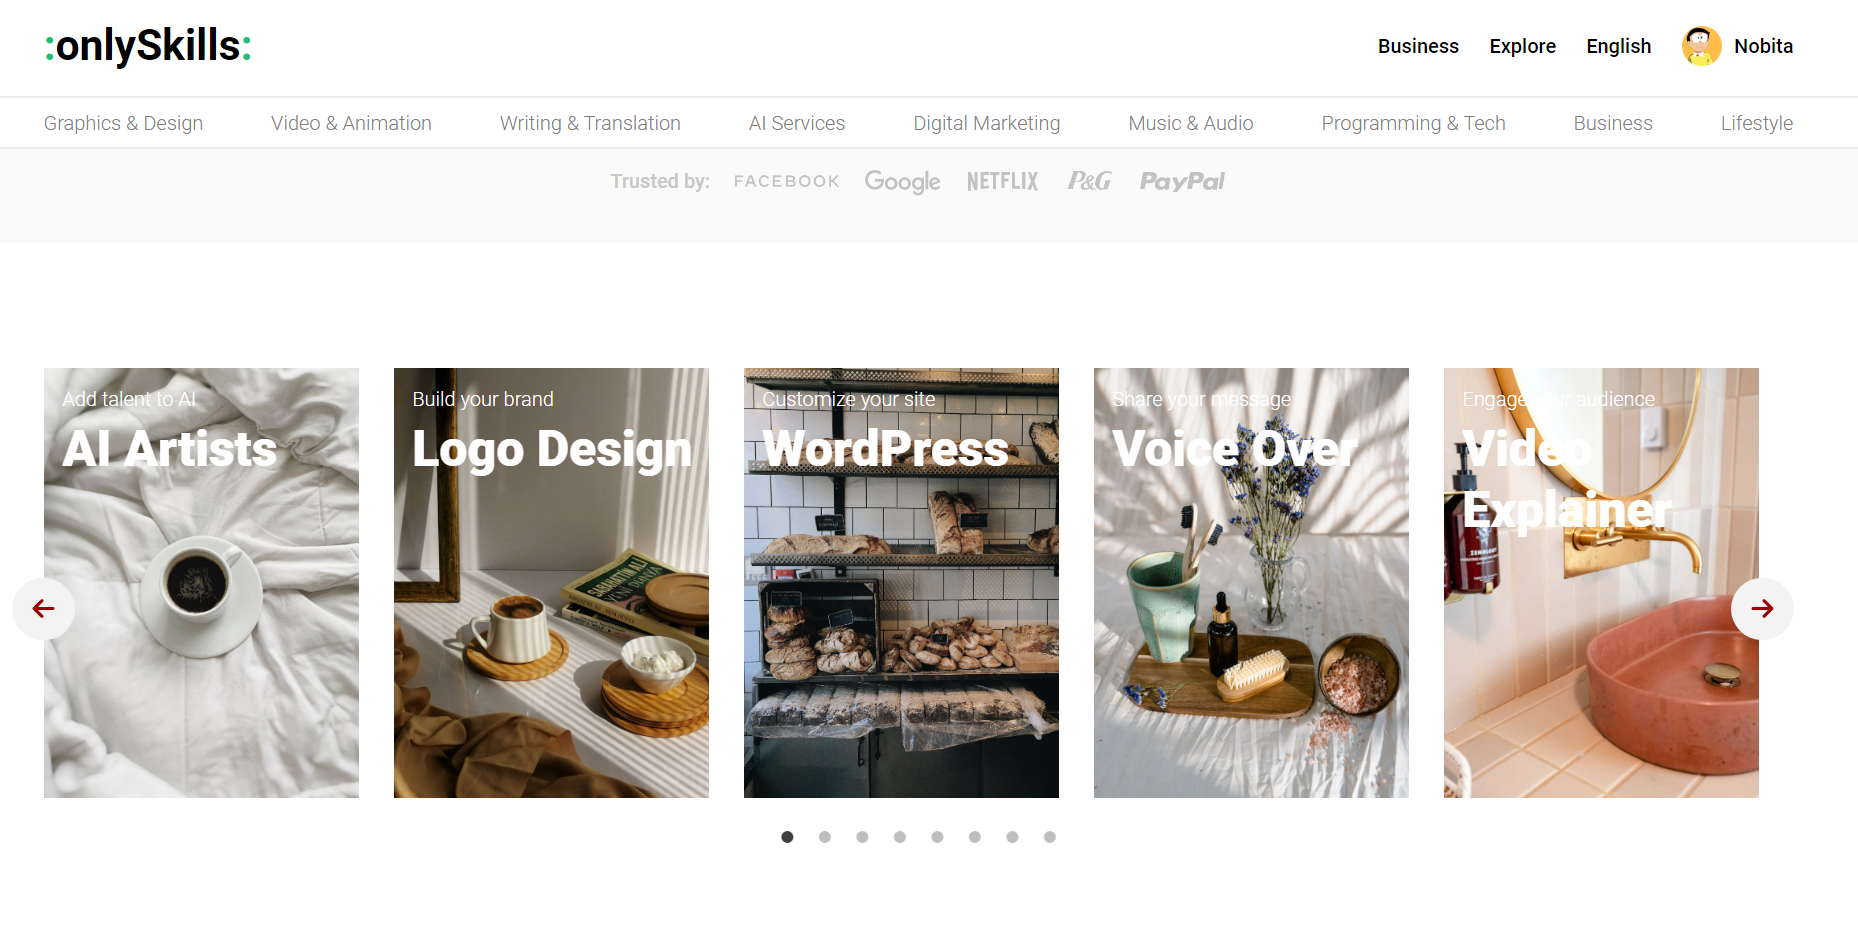 :onlySkills:
Business Explore English Nobita
Graphics & Design Video & Animation Writing & Translation AI Services Digital Marketing Music & Audio Programming & Tech Business Lifestyle
Trusted by: FACEBOOK Google NETFLIX P&G PayPal
Add talent to AI
AI Artists
Build your brand
Logo Design
SABAHATTİN ALİ
Customize your site
WordPress
Share your message
Voice Over
Engage your audience
Video
Explainer